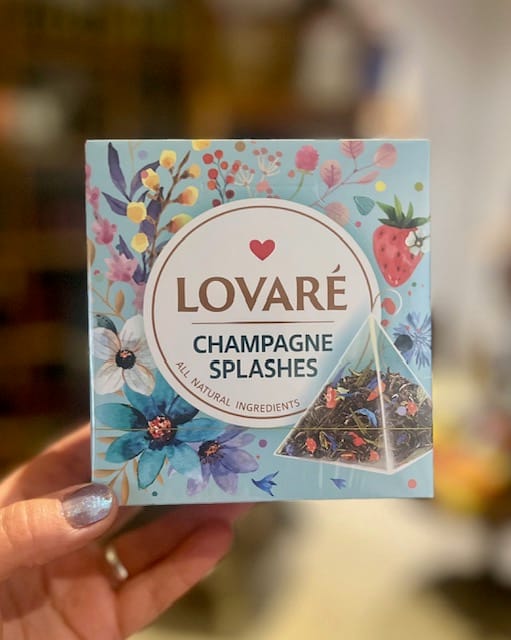 LOVARÉ
CHAMPAGNE
SPLASHES
ALL NATURAL INGREDIENTS